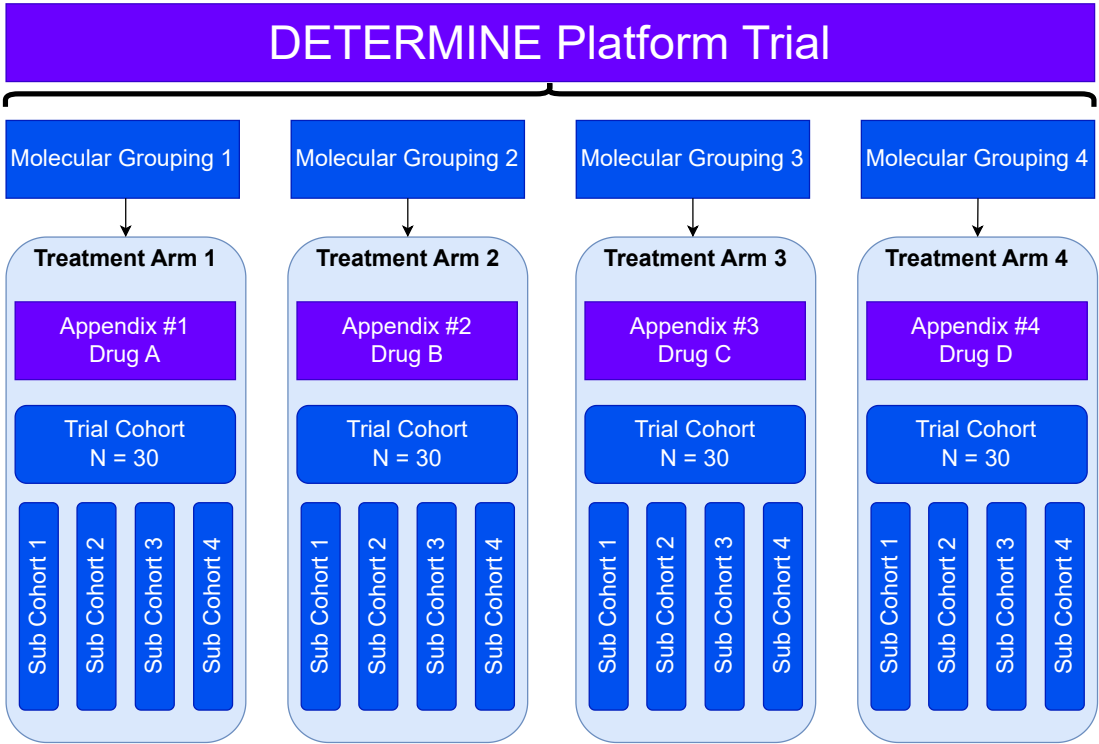 DETERMINE Platform Trial
Molecular Grouping 1
Molecular Grouping 2
Molecular Grouping 3
Molecular Grouping 4
Treatment Arm 1
Appendix #1
Drug A
Trial Cohort
N = 30
Sub Cohort 1
Sub Cohort 2
Sub Cohort 3
Sub Cohort 4
Treatment Arm 2
Appendix #2
Drug B
Trial Cohort
N = 30
Sub Cohort 1
Sub Cohort 2
Sub Cohort 3
Sub Cohort 4
Treatment Arm 3
Appendix #3
Drug C
Trial Cohort
N = 30
Sub Cohort 1
Sub Cohort 2
Sub Cohort 3
Sub Cohort 4
Treatment Arm 4
Appendix #4
Drug D
Trial Cohort
N = 30
Sub Cohort 1
Sub Cohort 2
Sub Cohort 3
Sub Cohort 4